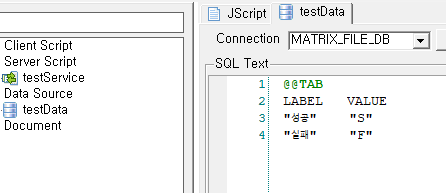 Client Script
Server Script
testService
Data Source
testData
Document
JScript testData
Connection MATRIX_FILE_DB
SQL Text
1 @@TAB
2 LABEL VALUE
3 "성공" "S"
4 "실패" "F"